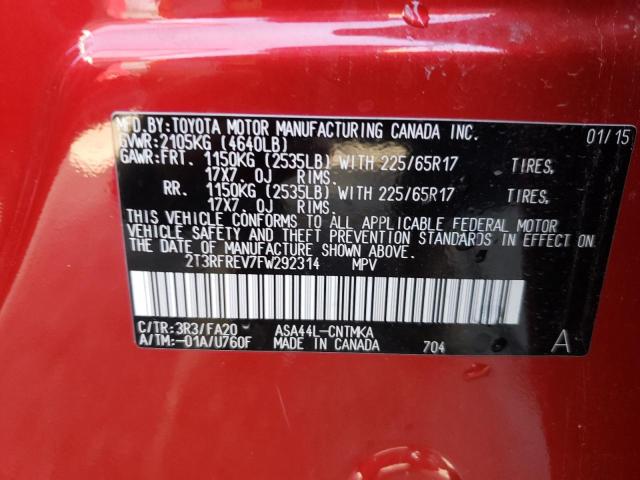 MFD.BY:TOYOTA MOTOR MANUFACTURING CANADA INC. 01/15
GVWR:2105KG (4640LB)
GAWR:FRT. 1150KG (2535LB) WITH 225/65R17 TIRES,
17X7.0J RIMS.
RR. 1150KG (2535LB) WITH 225/65R17 TIRES,
17X7.0J RIMS.
THIS VEHICLE CONFORMS TO ALL APPLICABLE FEDERAL MOTOR
VEHICLE SAFETY AND THEFT PREVENTION STANDARDS IN EFFECT ON
THE DATE OF MANUFACTURE SHOWN ABOVE.
2T3RFREV7FW292314 MPV
C/TR:3R3/FA20 ASA44L-CNTMKA
A/TM:-01A/U760F MADE IN CANADA 704 A